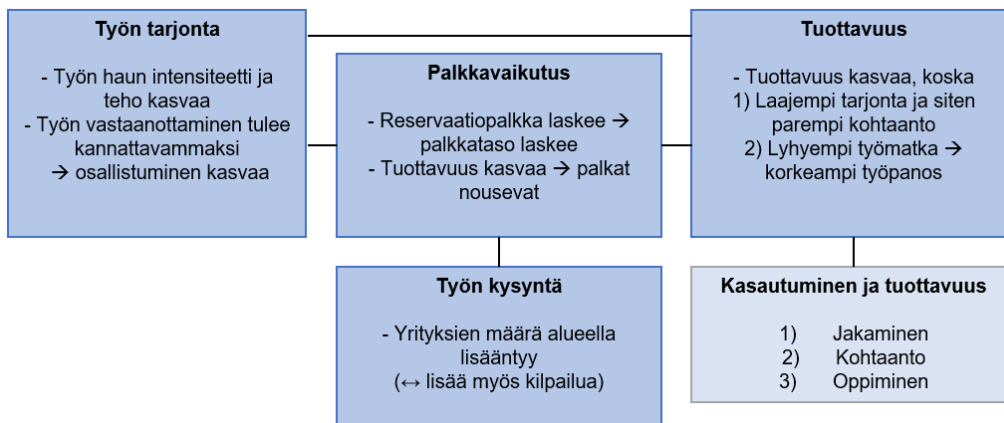 Työn tarjonta
- Työn haun intensiteetti ja
teho kasvaa
- Työn vastaanottaminen tulee
kannattavammaksi
→ osallistuminen kasvaa
Palkkavaikutus
- Reservaatiopalkka laskee →
palkkataso laskee
- Tuottavuus kasvaa → palkat
nousevat
Tuottavuus
- Tuottavuus kasvaa, koska
1) Laajempi tarjonta ja siten
parempi kohtaanto
2) Lyhyempi työmatka →
korkeampi työpanos
Työn kysyntä
- Yrityksien määrä alueella
lisääntyy
(↔ lisää myös kilpailua)
Kasautuminen ja tuottavuus
1) Jakaminen
2) Kohtaanto
3) Oppiminen